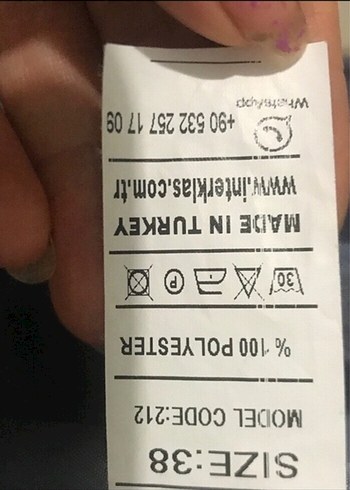 SIZE:38
MODEL CODE:212
% 100 POLYESTER
30 P
MADE IN TURKEY
www.interklas.com.tr
+90 532 257 17 09
WhatsApp